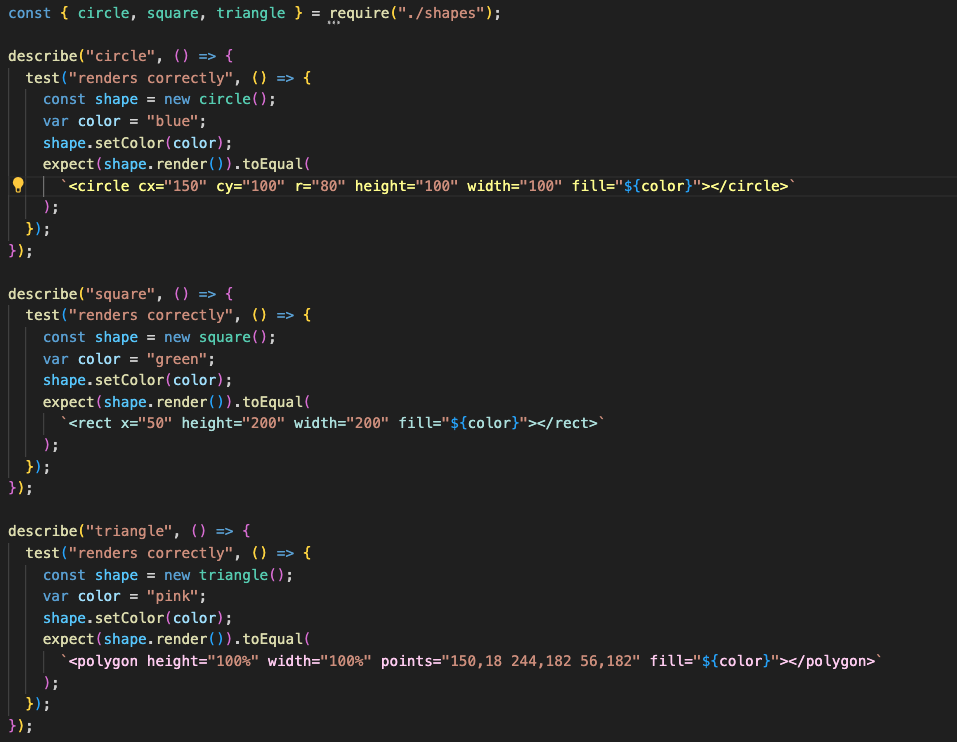 const { circle, square, triangle } = require("./shapes");

describe("circle", () => {
  test("renders correctly", () => {
    const shape = new circle();
    var color = "blue";
    shape.setColor(color);
    expect(shape.render()).toEqual(
      `<circle cx="150" cy="100" r="80" height="100" width="100" fill="${color}"></circle>`
    );
  });
});

describe("square", () => {
  test("renders correctly", () => {
    const shape = new square();
    var color = "green";
    shape.setColor(color);
    expect(shape.render()).toEqual(
      `<rect x="50" height="200" width="200" fill="${color}"></rect>`
    );
  });
});

describe("triangle", () => {
  test("renders correctly", () => {
    const shape = new triangle();
    var color = "pink";
    shape.setColor(color);
    expect(shape.render()).toEqual(
      `<polygon height="100%" width="100%" points="150,18 244,182 56,182" fill="${color}"></polygon>`
    );
  });
});